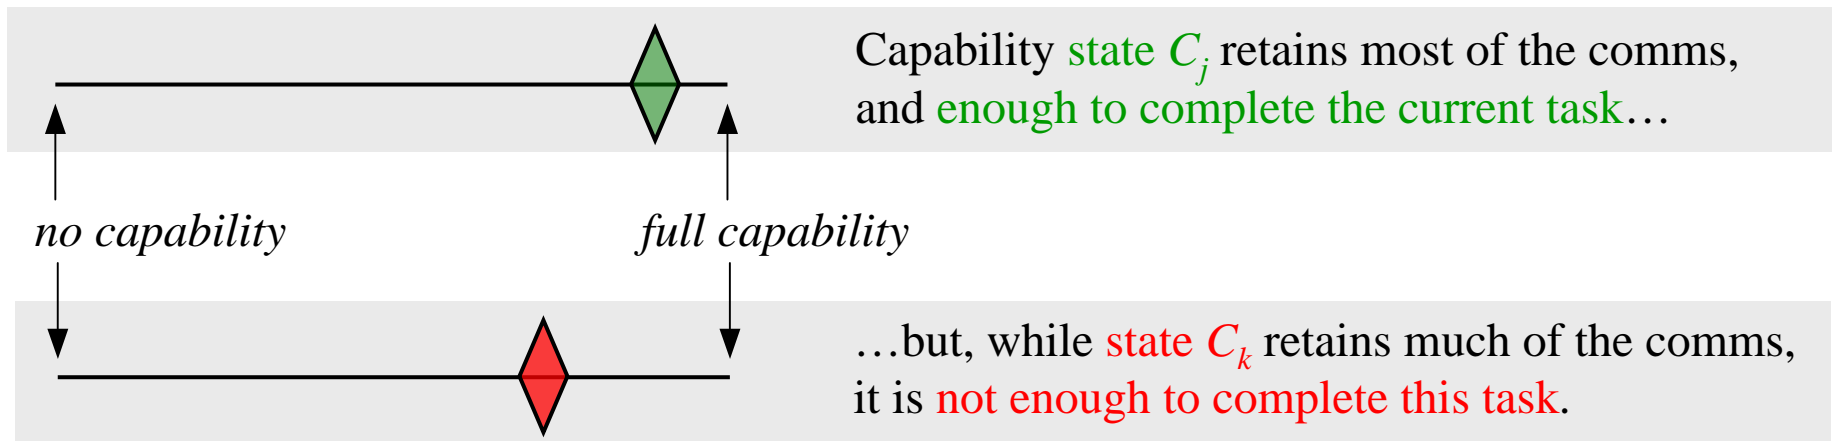 Capability state C_j retains most of the comms,
and enough to complete the current task…
no capability
full capability
…but, while state C_k retains much of the comms,
it is not enough to complete this task.